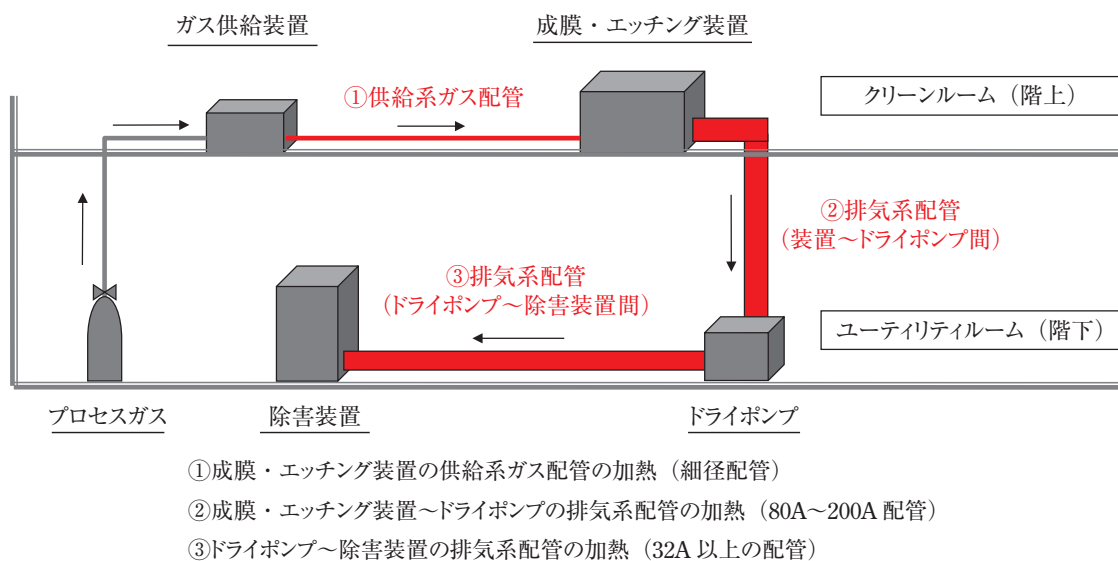 ガス供給装置
成膜・エッチング装置
①供給系ガス配管
クリーンルーム（階上）
②排気系配管
（装置～ドライポンプ間）
③排気系配管
（ドライポンプ～除害装置間）
ユーティリティルーム（階下）
プロセスガス
除害装置
ドライポンプ
①成膜・エッチング装置の供給系ガス配管の加熱（細径配管）
②成膜・エッチング装置～ドライポンプの排気系配管の加熱（80A～200A 配管）
③ドライポンプ～除害装置の排気系配管の加熱（32A 以上の配管）